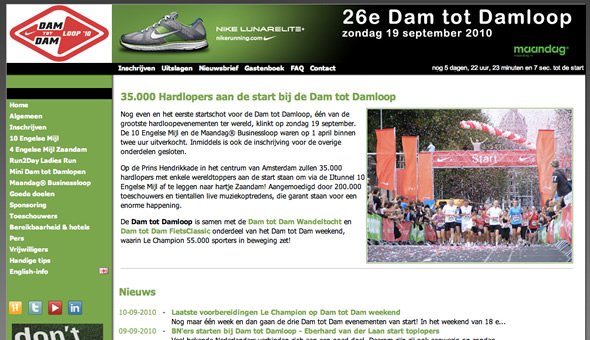 DAM
TOT
DAM
LOOP '10
NIKE LUNARELITE+
nikerunning.com
26e Dam tot Damloop
zondag 19 september 2010
maandag®
Inschrijven Uitslagen Nieuwsbrief Gastenboek FAQ Contact
nog 5 dagen, 22 uur, 23 minuten en 7 sec. tot de start
Home
Algemeen
Inschrijven
10 Engelse Mijl
4 Engelse Mijl Zaandam
Run2Day Ladies Run
Mini Dam tot Damlopen
Maandag® Businessloop
Goede doelen
Sponsoring
Toeschouwers
Bereikbaarheid & hotels
Pers
Vrijwilligers
Handige tips
English-info
don't
35.000 Hardlopers aan de start bij de Dam tot Damloop
Nog even en het eerste startschot voor de Dam tot Damloop, één van de
grootste hardloopevenementen ter wereld, klinkt op zondag 19 september.
De 10 Engelse Mijl en de Maandag® Businessloop waren op 1 april binnen
twee uur uitverkocht. Inmiddels is ook de inschrijving voor de overige
onderdelen gesloten.
Op de Prins Hendrikkade in het centrum van Amsterdam zullen 35.000
hardlopers met enkele wereldtoppers aan de start staan om via de IJtunnel 10
Engelse Mijl af te leggen naar hartje Zaandam! Aangemoedigd door 200.000
toeschouwers en tientallen live muziekoptredens, die garant staan voor een
enorme happening.
De Dam tot Damloop is samen met de Dam tot Dam Wandeltocht en
Dam tot Dam FietsClassic onderdeel van het Dam tot Dam weekend,
waarin Le Champion 55.000 sporters in beweging zet!
Start
Nieuws
10-09-2010 - Laatste voorbereidingen Le Champion op Dam tot Dam weekend
Nog maar één week en dan gaan de drie Dam tot Dam evenementen van start! In het weekend van 18 e...
09-09-2010 - BN'ers starten bij Dam tot Damloop - Eberhard van der Laan start toplopers